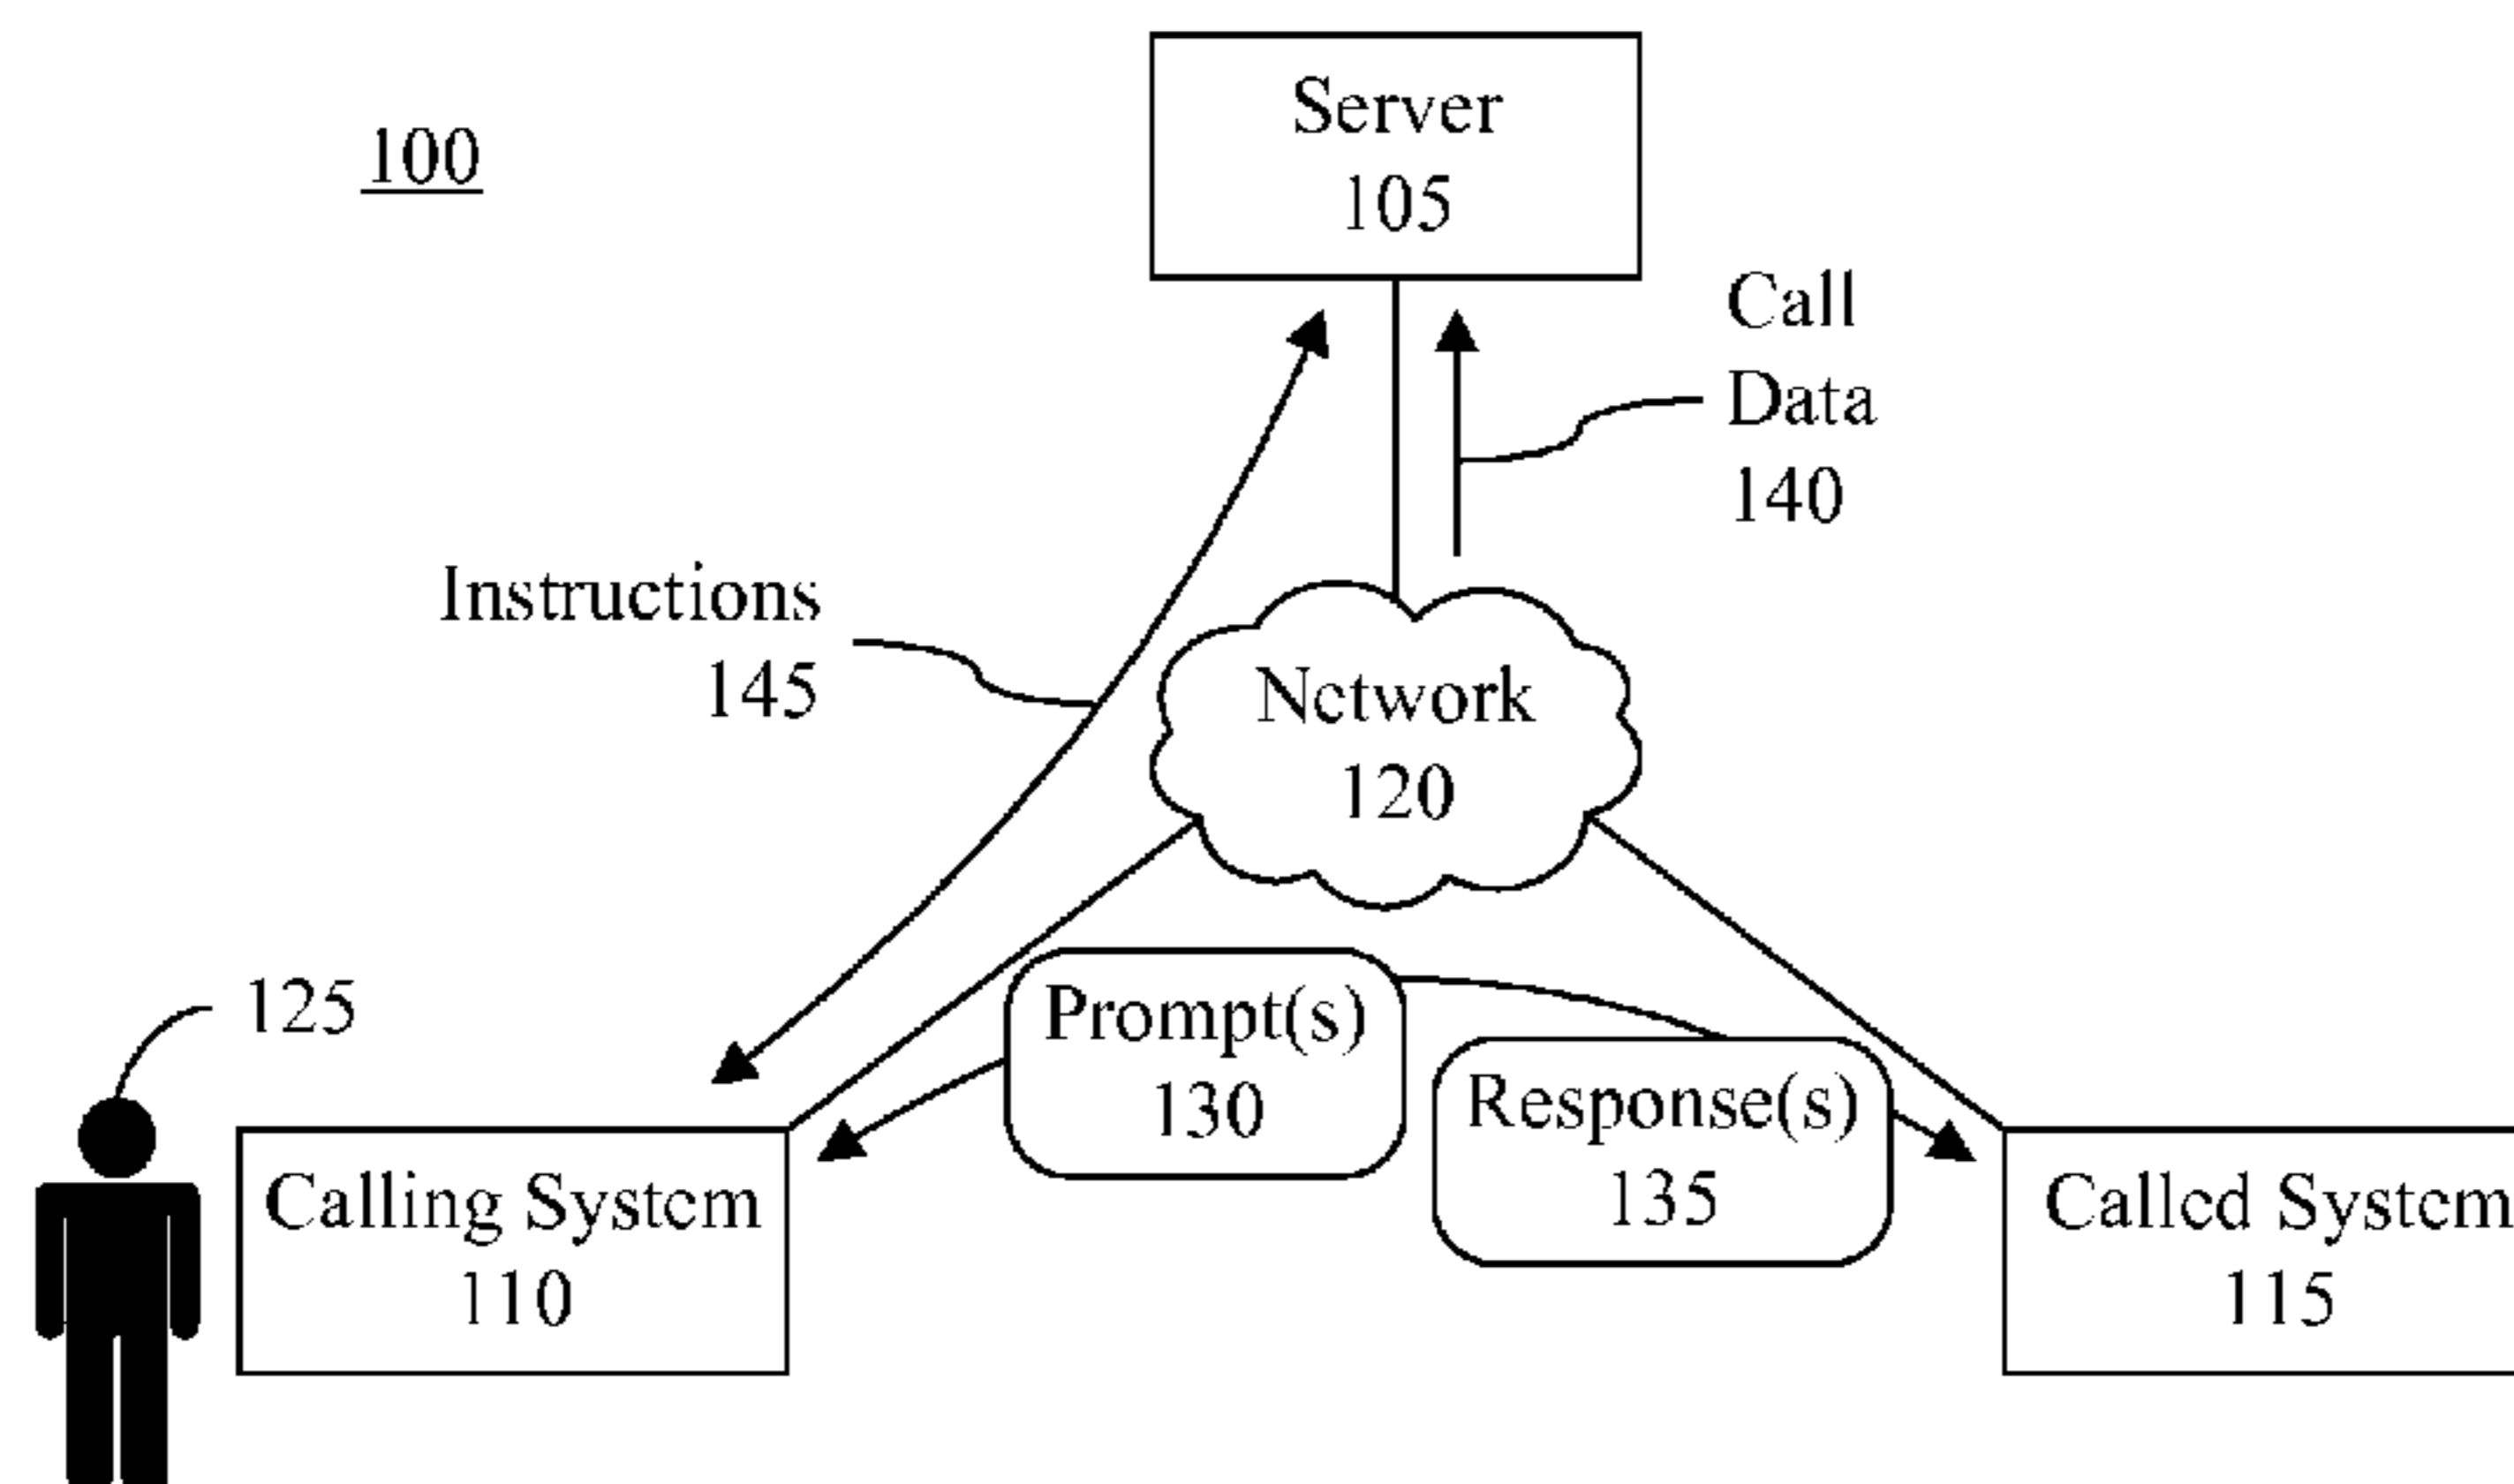 100
Server
105
Call
Data
140
Instructions
145
Network
120
125
Prompt(s)
130
Response(s)
135
Calling System
110
Called System
115